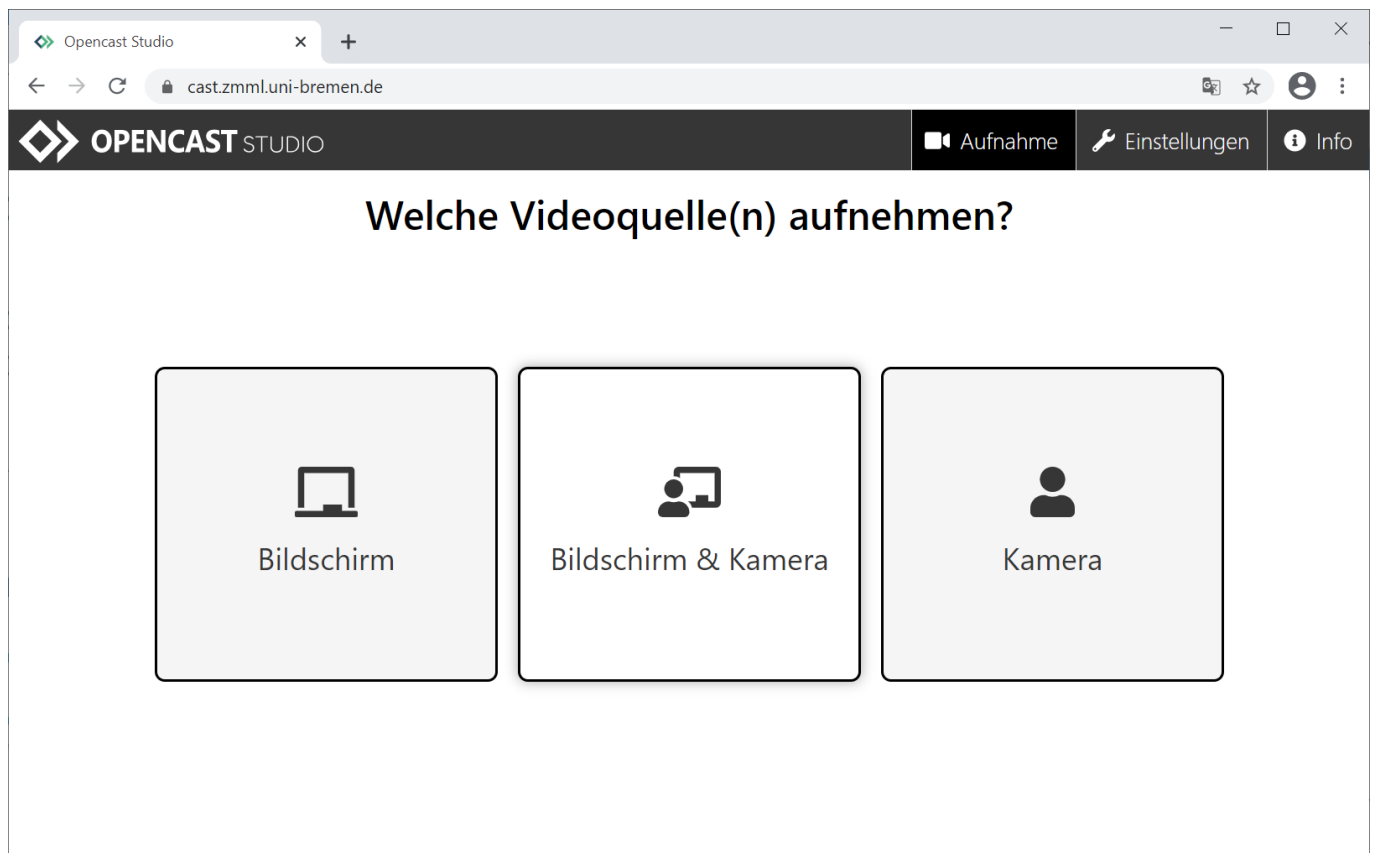 Opencast Studio
cast.zmml.uni-bremen.de
OPENCAST STUDIO
Aufnahme
Einstellungen
Info
Welche Videoquelle(n) aufnehmen?
Bildschirm
Bildschirm & Kamera
Kamera